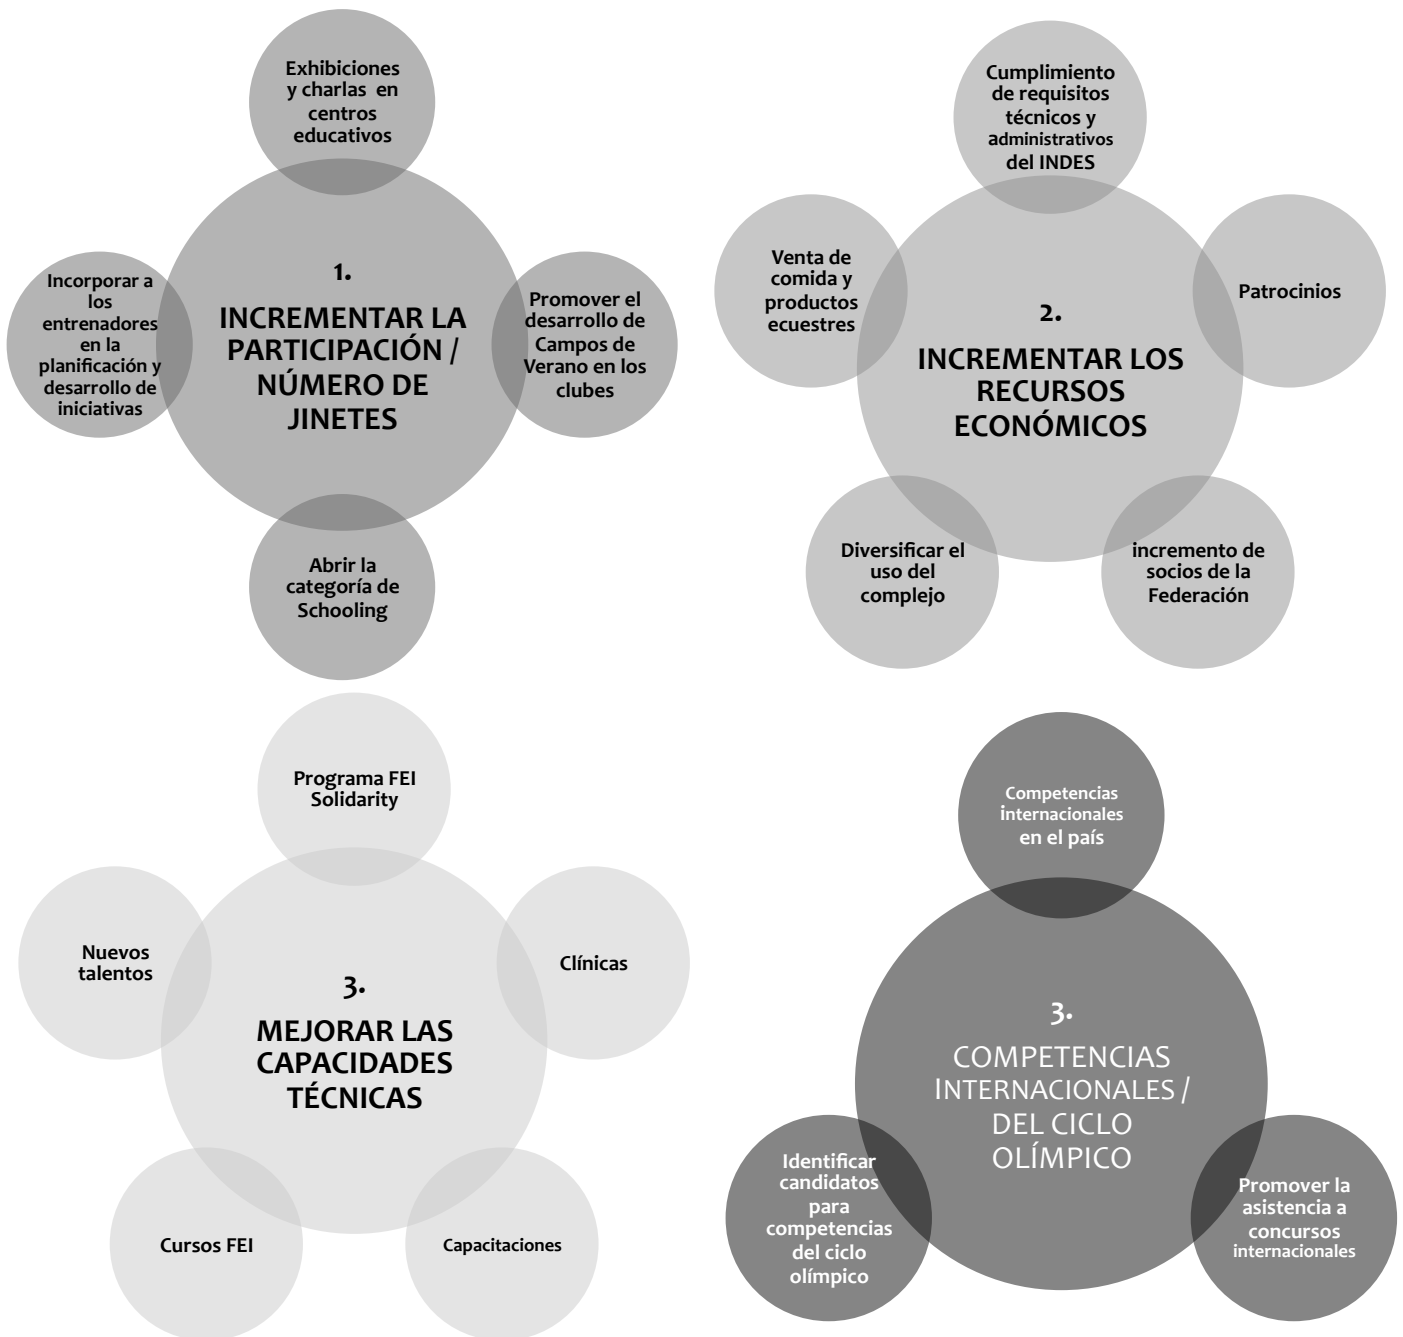 Exhibiciones
y charlas en
centros
educativos
Incorporar a
los
entrenadores
en la
planificación y
desarrollo de
iniciativas
1.
INCREMENTAR LA
PARTICIPACIÓN /
NÚMERO DE
JINETES
Promover el
desarrollo de
Campos de
Verano en los
clubes
Abrir la
categoría de
Schooling
Cumplimiento
de requisitos
técnicos y
administrativos
del INDES
Venta de
comida y
productos
ecuestres
2.
INCREMENTAR LOS
RECURSOS
ECONÓMICOS
Patrocinios
Diversificar el
uso del
complejo
incremento de
socios de la
Federación
Programa FEI
Solidarity
Nuevos
talentos
3.
MEJORAR LAS
CAPACIDADES
TÉCNICAS
Clínicas
Cursos FEI
Capacitaciones
Competencias
internacionales
en el país
3.
COMPETENCIAS
INTERNACIONALES /
DEL CICLO
OLÍMPICO
Identificar
candidatos
para
competencias
del ciclo
olímpico
Promover la
asistencia a
concursos
internacionales